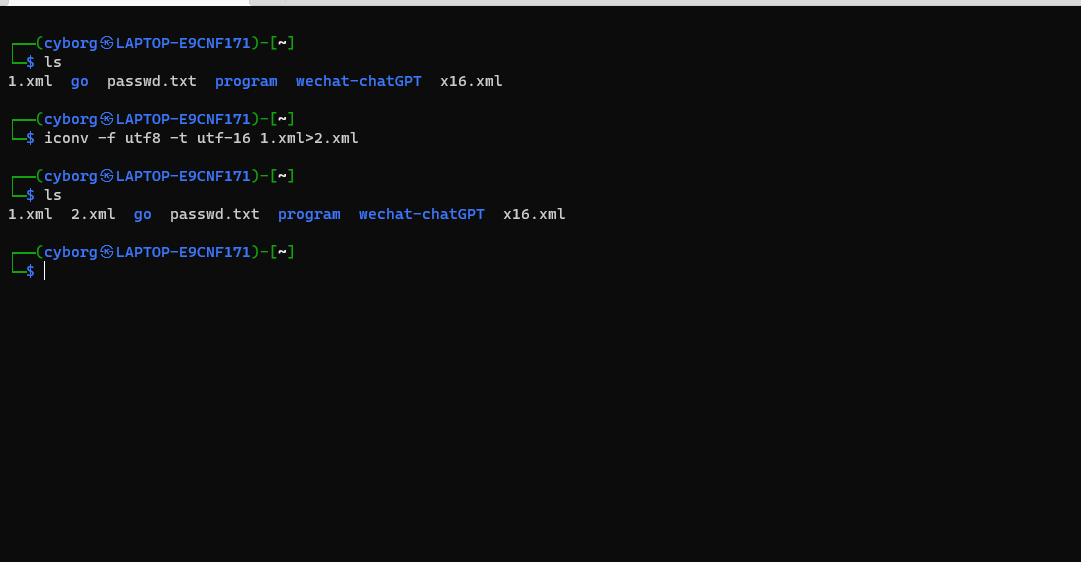 ┌──(cyborg㉿LAPTOP-E9CNF171)-[~]
└─$ ls
1.xml  go  passwd.txt  program  wechat-chatGPT  x16.xml
┌──(cyborg㉿LAPTOP-E9CNF171)-[~]
└─$ iconv -f utf8 -t utf-16 1.xml>2.xml
┌──(cyborg㉿LAPTOP-E9CNF171)-[~]
└─$ ls
1.xml  2.xml  go  passwd.txt  program  wechat-chatGPT  x16.xml
┌──(cyborg㉿LAPTOP-E9CNF171)-[~]
└─$